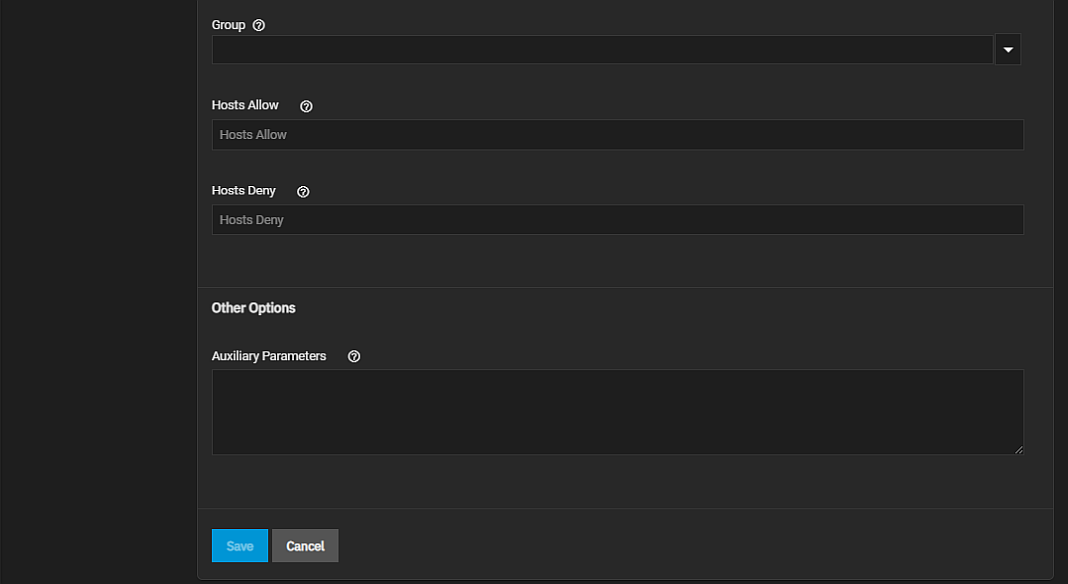 Group
Hosts Allow
Hosts Allow
Hosts Deny
Hosts Deny
Other Options
Auxiliary Parameters
Save Cancel